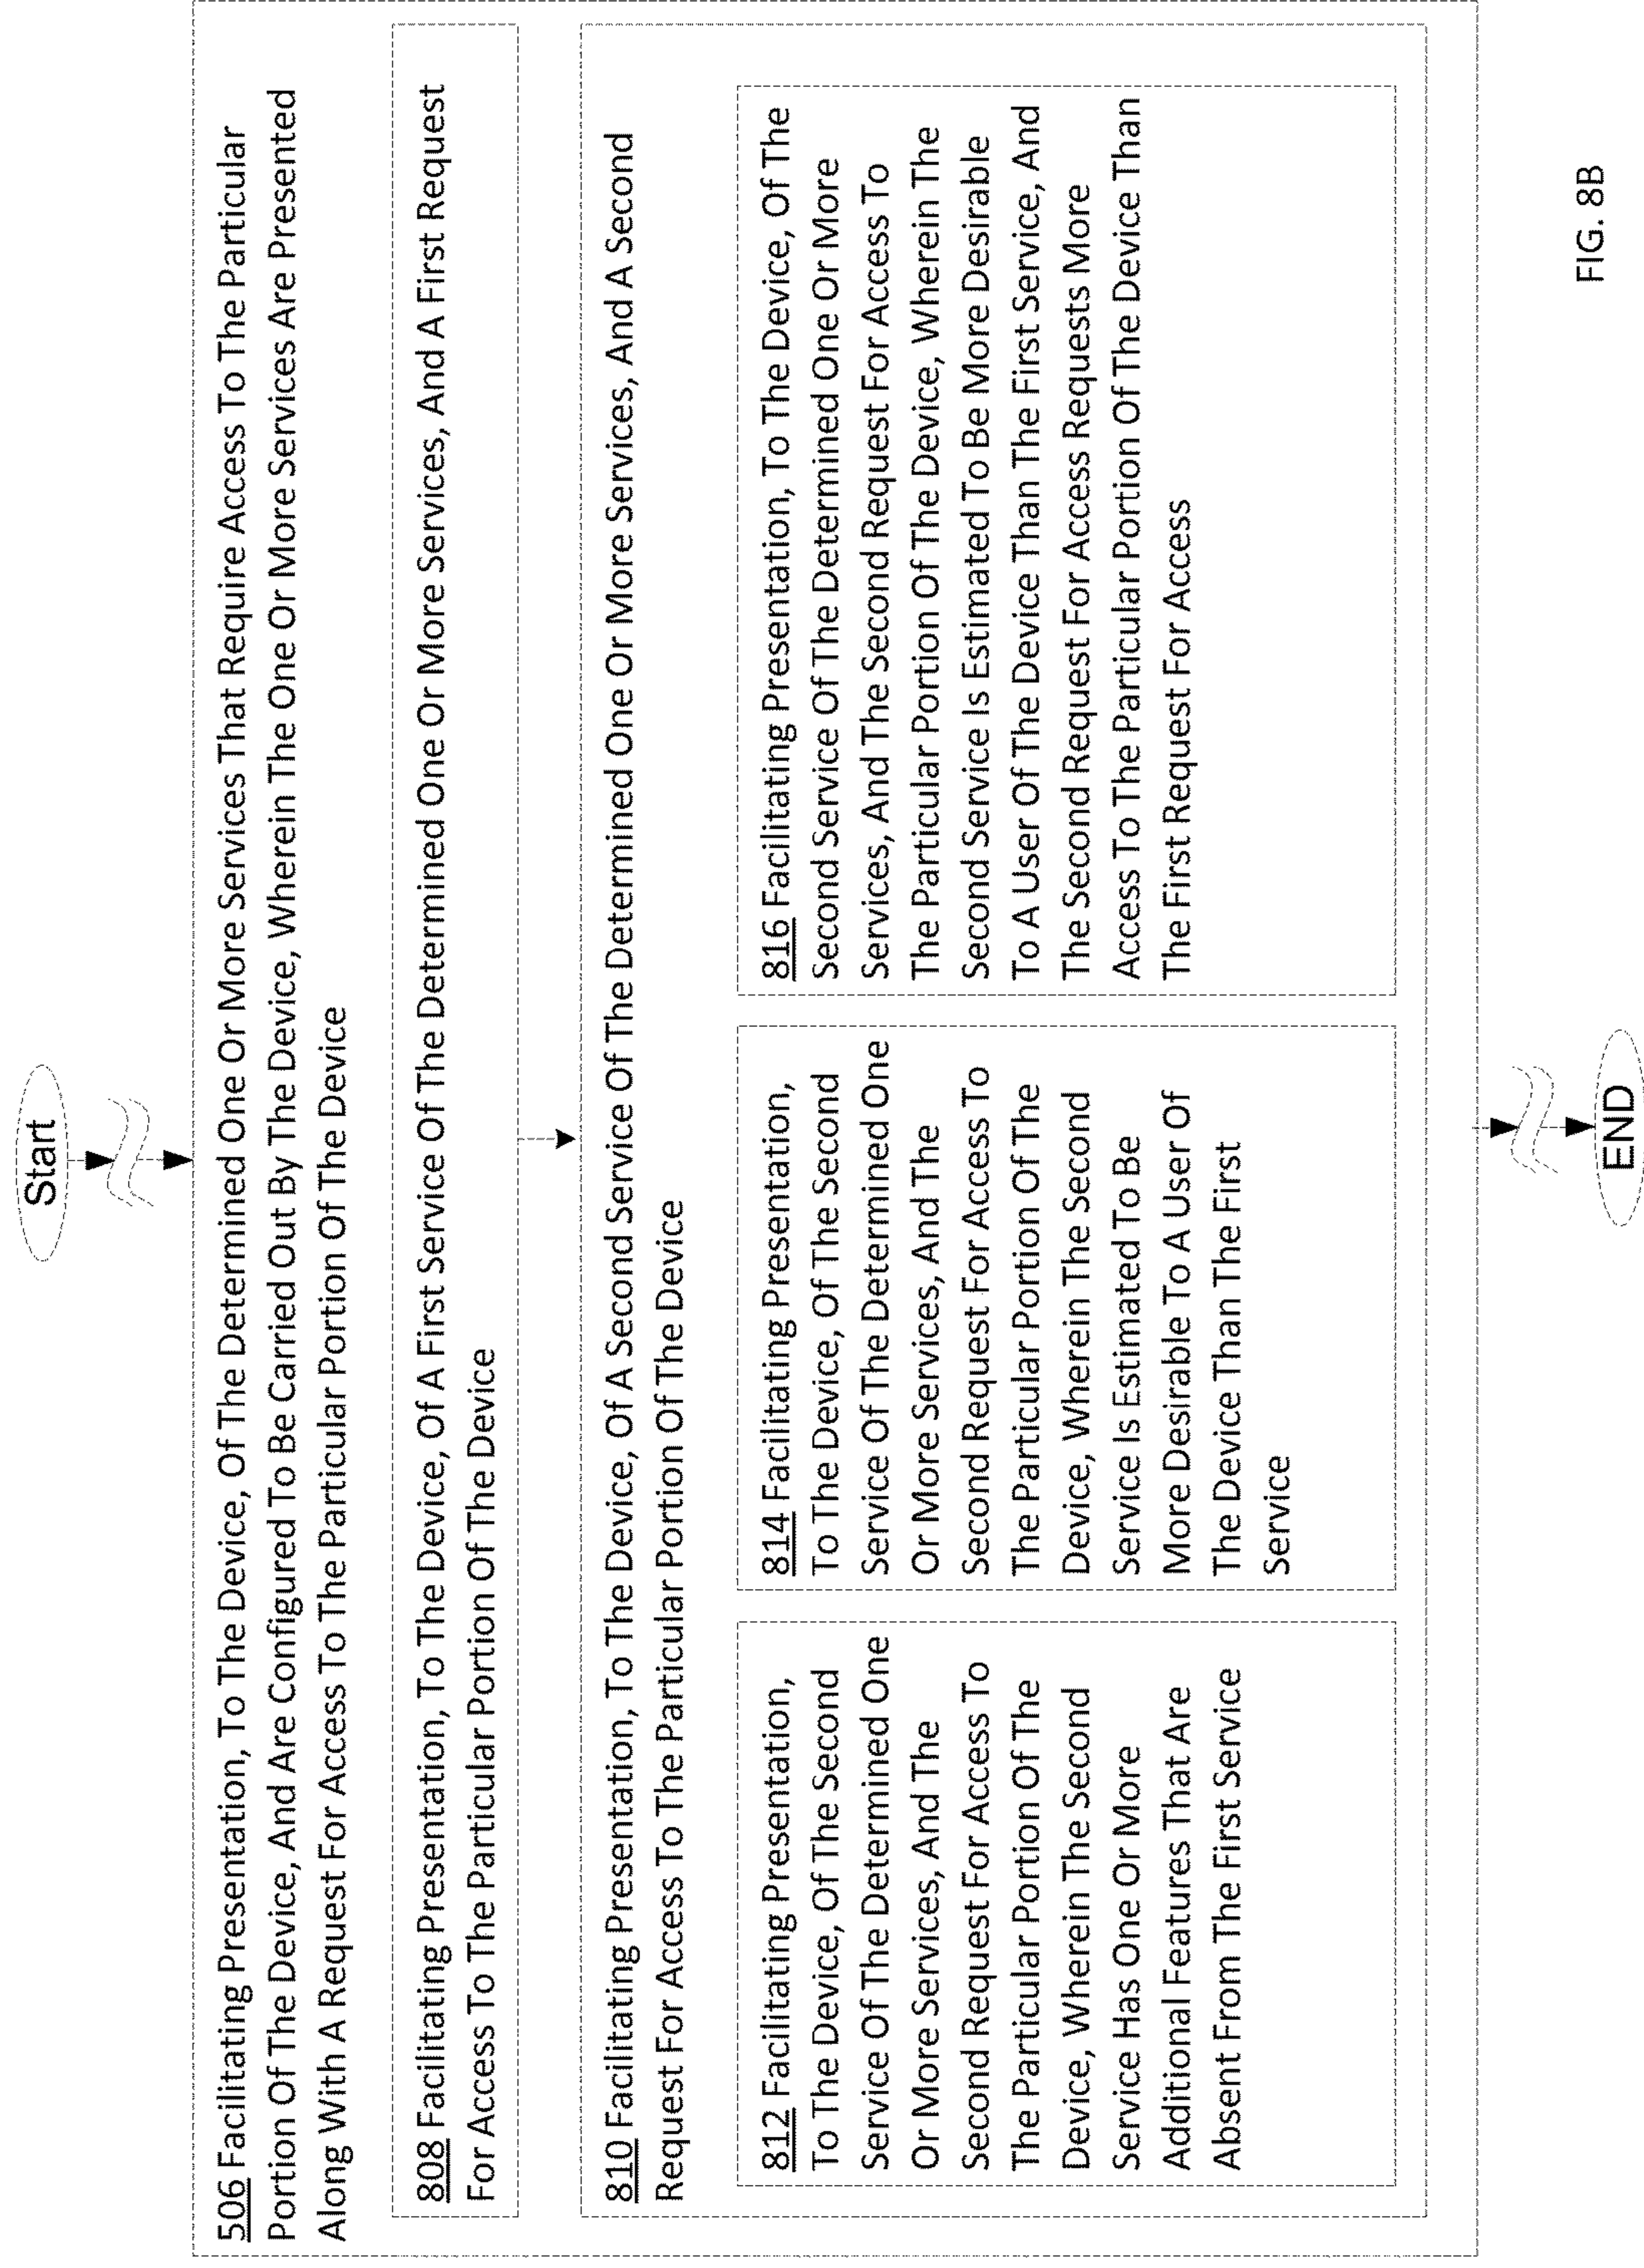 Start
506 Facilitating Presentation, To The Device, Of The Determined One Or More Services That Require Access To The Particular
Portion Of The Device, And Are Configured To Be Carried Out By The Device, Wherein The One Or More Services Are Presented
Along With A Request For Access To The Particular Portion Of The Device
808 Facilitating Presentation, To The Device, Of A First Service Of The Determined One Or More Services, And A First Request
For Access To The Particular Portion Of The Device
810 Facilitating Presentation, To The Device, Of A Second Service Of The Determined One Or More Services, And A Second
Request For Access To The Particular Portion Of The Device
812 Facilitating Presentation,
To The Device, Of The Second
Service Of The Determined One
Or More Services, And The
Second Request For Access To
The Particular Portion Of The
Device, Wherein The Second
Service Has One Or More
Additional Features That Are
Absent From The First Service
814 Facilitating Presentation,
To The Device, Of The Second
Service Of The Determined One
Or More Services, And The
Second Request For Access To
The Particular Portion Of The
Device, Wherein The Second
Service Is Estimated To Be
More Desirable To A User Of
The Device Than The First
Service
816 Facilitating Presentation, To The Device, Of The
Second Service Of The Determined One Or More
Services, And The Second Request For Access To
The Particular Portion Of The Device, Wherein The
Second Service Is Estimated To Be More Desirable
To A User Of The Device Than The First Service, And
The Second Request For Access Requests More
Access To The Particular Portion Of The Device Than
The First Request For Access
END
FIG. 8B